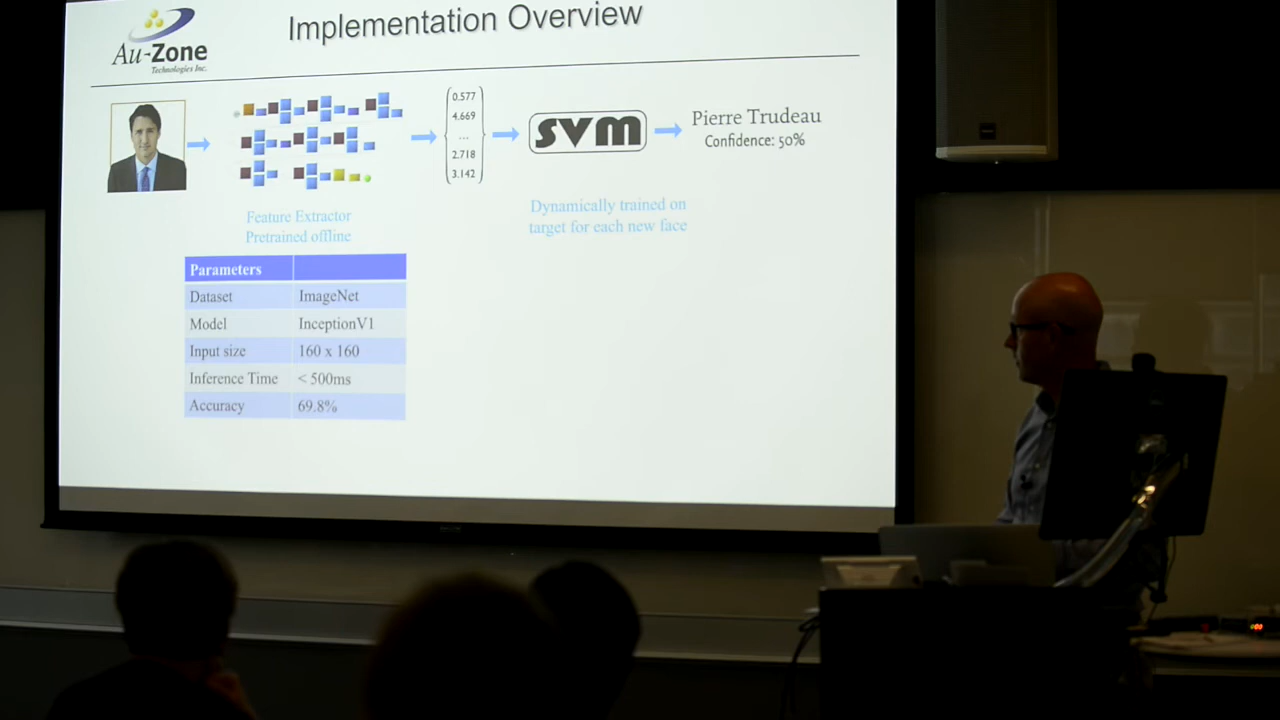 Implementation Overview
Au-Zone
Technologies Inc.
0.577
4.669
...
2.718
3.142
svm
Pierre Trudeau
Confidence: 50%
Feature Extractor
Pretrained offline
Dynamically trained on
target for each new face
Parameters
Dataset ImageNet
Model InceptionV1
Input size 160 x 160
Inference Time < 500ms
Accuracy 69.8%